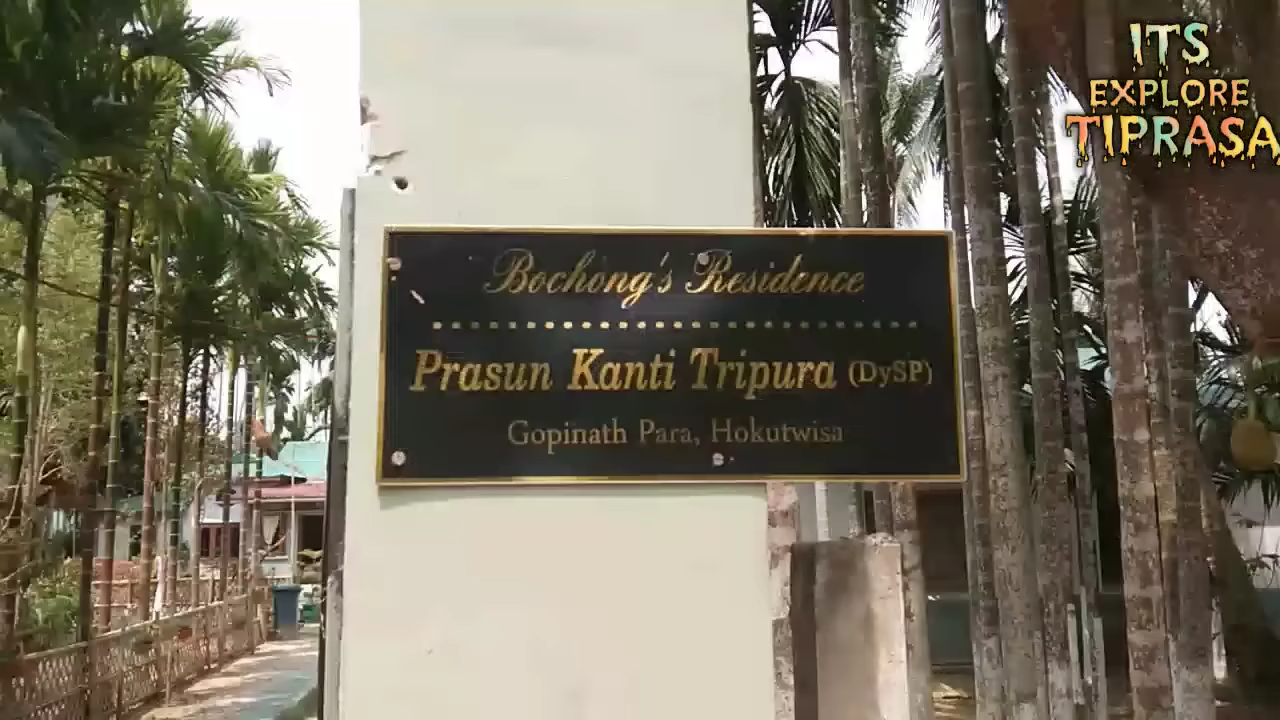 ITS
EXPLORE
TIPRASA
Bochong's Residence
Prasun Kanti Tripura (DySP)
Gopinath Para, Hokutwisa